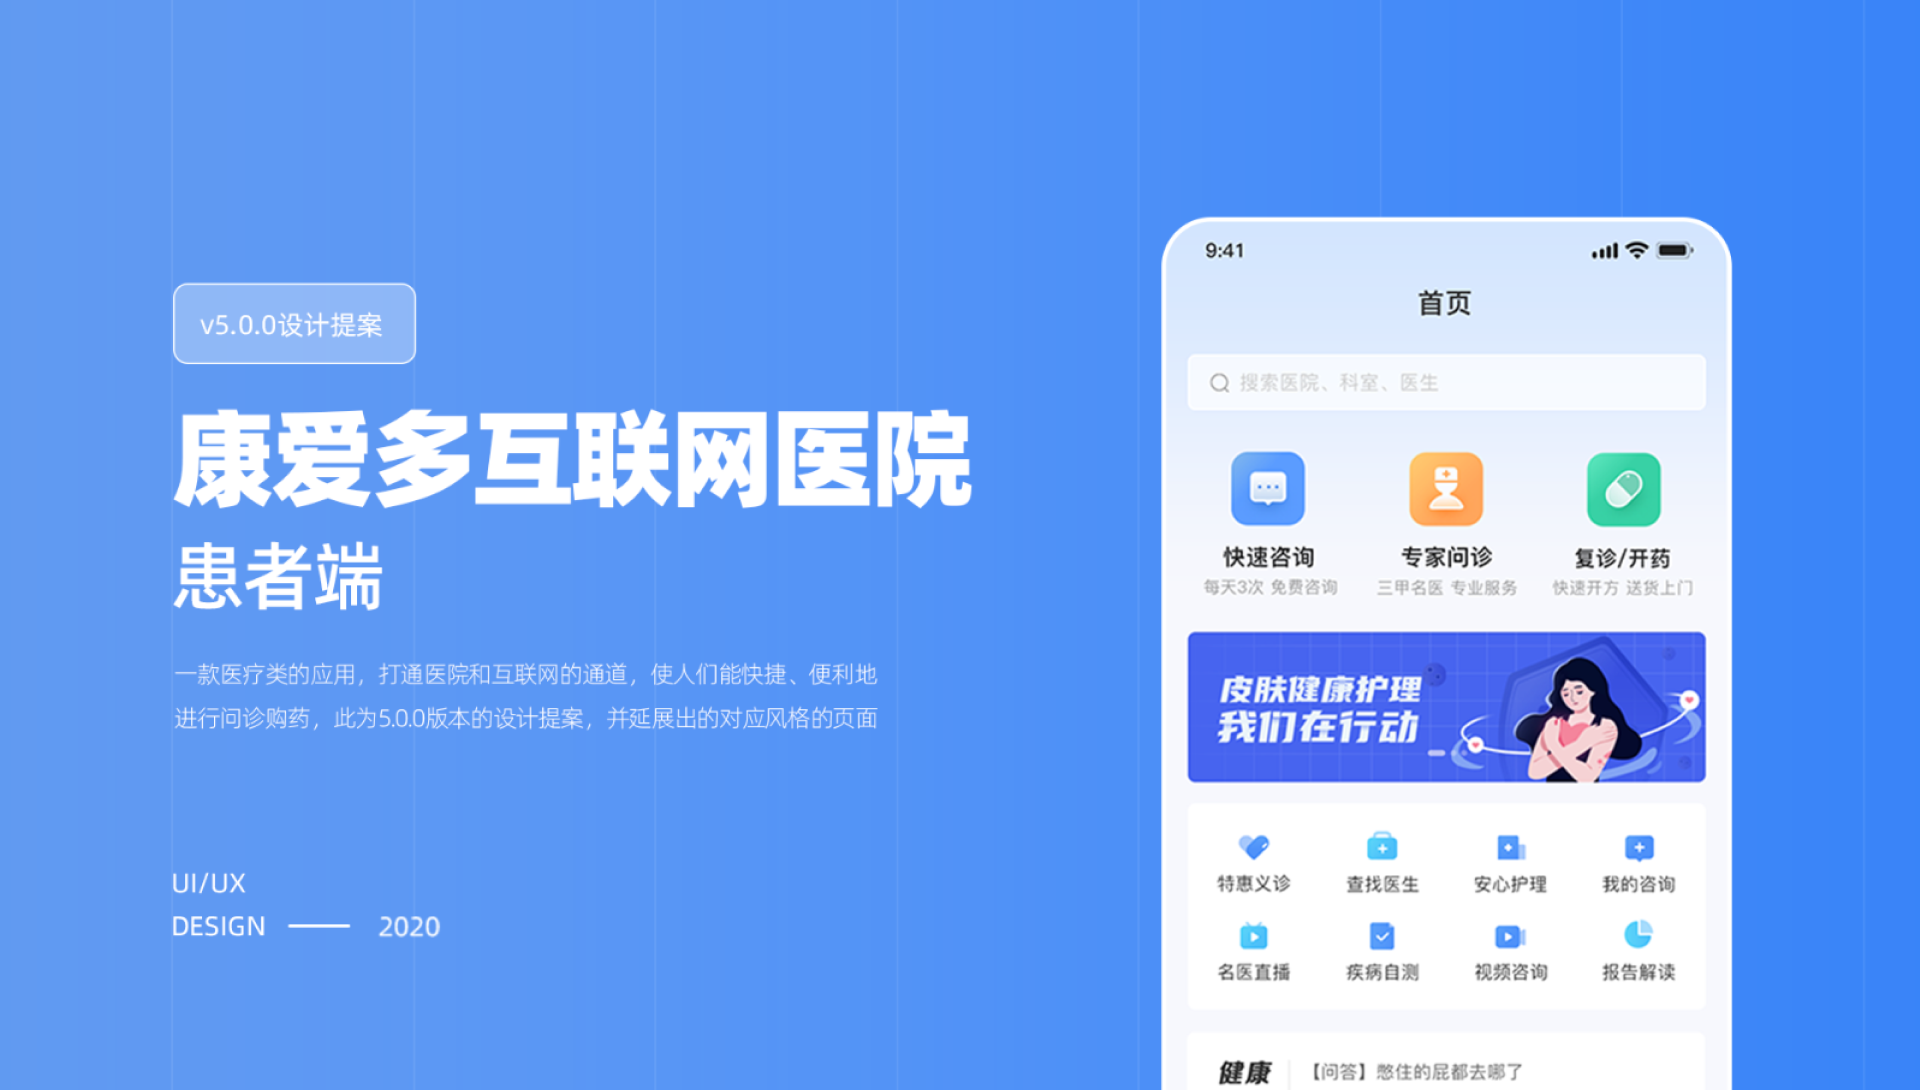 v5.0.0设计提案
康爱多互联网医院
患者端
一款医疗类的应用，打通医院和互联网的通道，使人们能快捷、便利地
进行问诊购药，此为5.0.0版本的设计提案，并延展出的对应风格的页面
UI/UX
DESIGN — 2020
9:41
首页
搜索医院、科室、医生
快速咨询 专家问诊 复诊/开药
每天3次 免费咨询 三甲名医 专业服务 快速开方 送货上门
皮肤健康护理
我们在行动
特惠义诊 查找医生 安心护理 我的咨询
名医直播 疾病自测 视频咨询 报告解读
健康 【问答】憋住的屁都去哪了